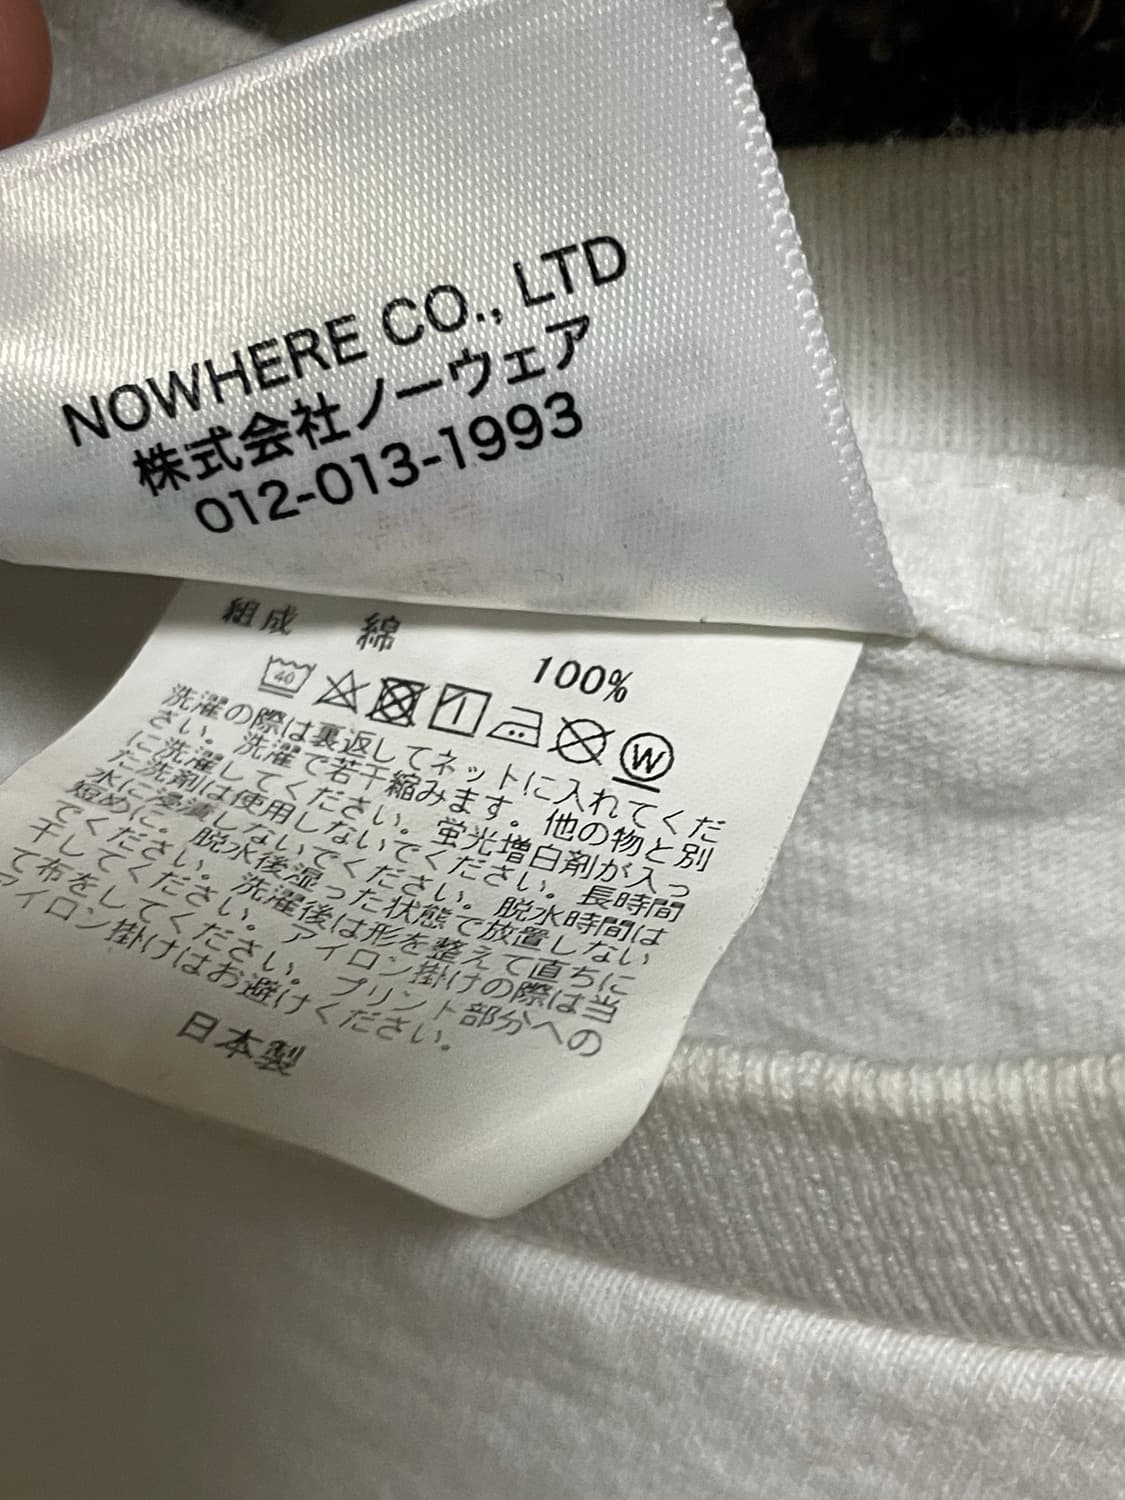 NOWHERE CO., LTD
株式会社ノーウェア
012-013-1993
組成 綿 100%
40
W
洗濯の際は裏返してネットに入れてくだ
さい。洗濯で若干縮みます。他の物と別
に洗濯してください。蛍光増白剤が入っ
た洗剤は使用しないでください。長時間
水に浸漬しないでください。脱水時間は
短めに。脱水後湿った状態で放置しない
でください。洗濯後は形を整えて直ちに
干してください。アイロン掛けの際は当
て布をしてください。プリント部分への
アイロン掛けはお避けください。
日本製